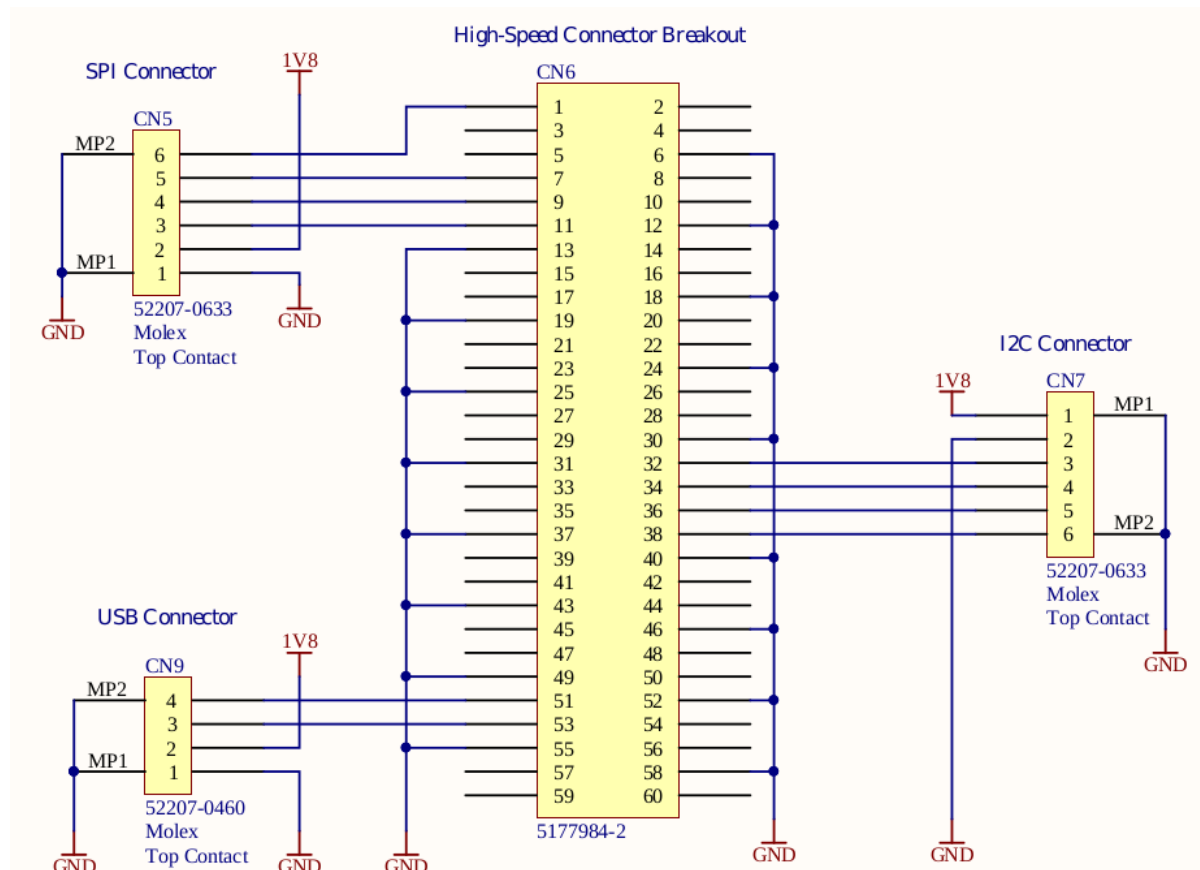 High-Speed Connector Breakout
SPI Connector
1V8
CN5
MP2
6
5
4
3
2
1
MP1
52207-0633
Molex
Top Contact
GND
GND
CN6
1 2
3 4
5 6
7 8
9 10
11 12
13 14
15 16
17 18
19 20
21 22
23 24
25 26
27 28
29 30
31 32
33 34
35 36
37 38
39 40
41 42
43 44
45 46
47 48
49 50
51 52
53 54
55 56
57 58
59 60
5177984-2
GND
GND
I2C Connector
1V8
CN7
1 MP1
2
3
4
5
6 MP2
52207-0633
Molex
Top Contact
GND
GND
USB Connector
1V8
CN9
MP2 4
3
2
MP1 1
52207-0460
Molex
Top Contact
GND
GND